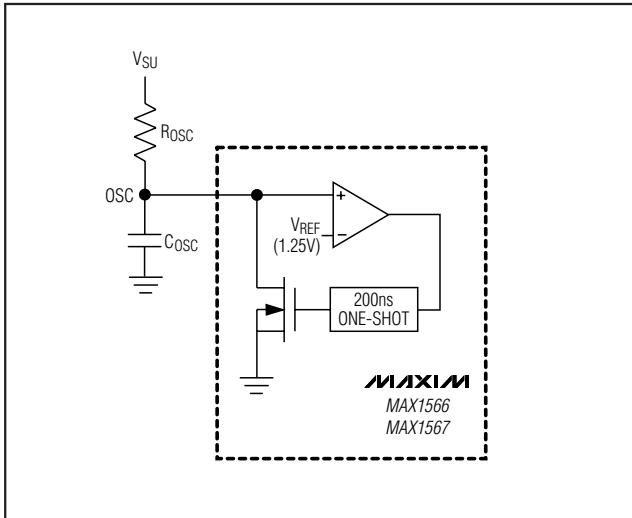 VSU
ROSC
OSC
COSC
+
VREF
(1.25V)
−
200ns
ONE-SHOT
MAXIM
MAX1566
MAX1567